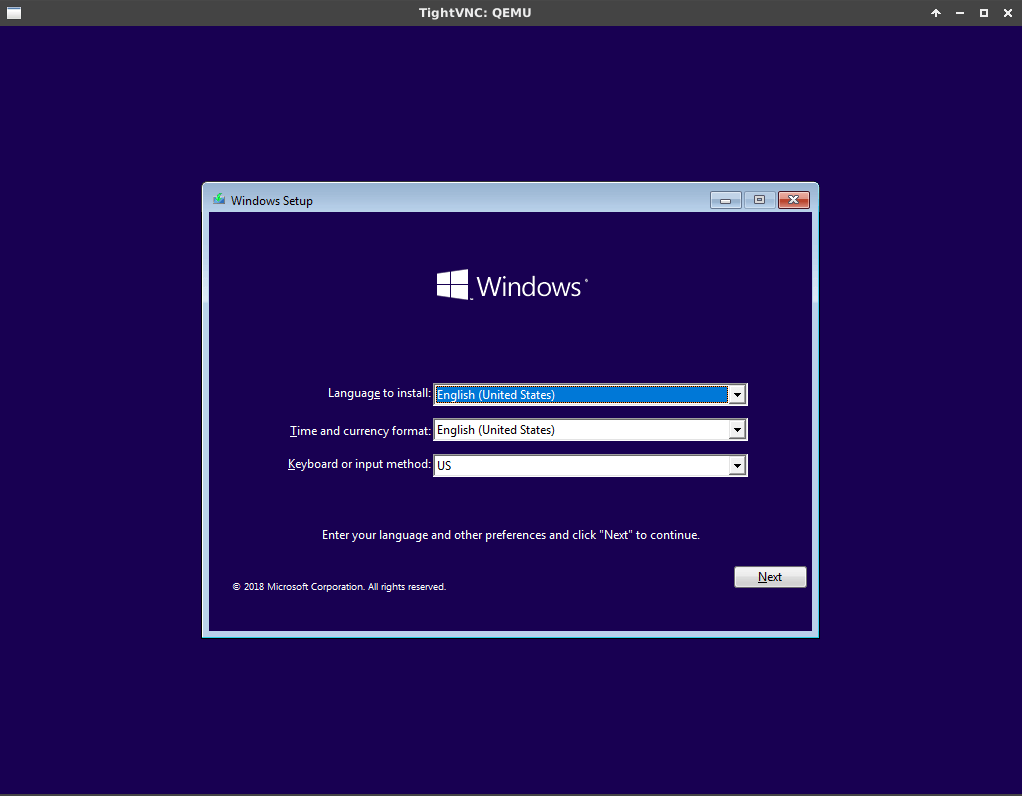 TightVNC: QEMU
Windows Setup
Windows
Language to install: English (United States)
Time and currency format: English (United States)
Keyboard or input method: US
Enter your language and other preferences and click "Next" to continue.
Next
© 2018 Microsoft Corporation. All rights reserved.